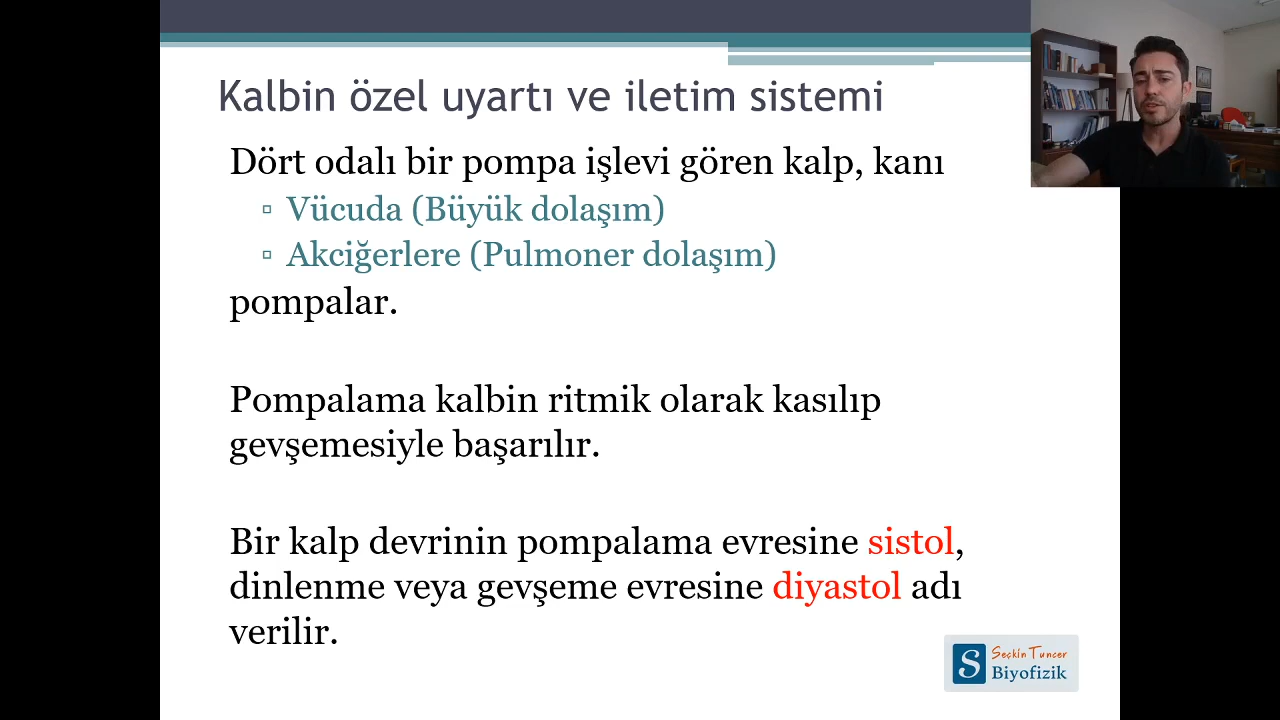 Kalbin özel uyartı ve iletim sistemi
Dört odalı bir pompa işlevi gören kalp, kanı
▫ Vücuda (Büyük dolaşım)
▫ Akciğerlere (Pulmoner dolaşım)
pompalar.
Pompalama kalbin ritmik olarak kasılıp
gevşemesiyle başarılır.
Bir kalp devrinin pompalama evresine sistol,
dinlenme veya gevşeme evresine diyastol adı
verilir.
S
Seçkin Tuncer
Biyofizik